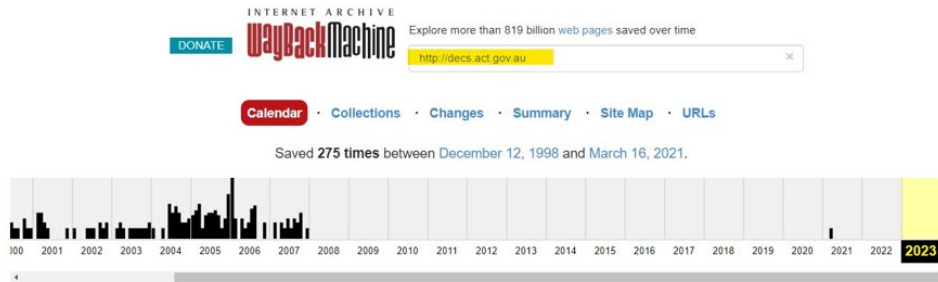 INTERNET ARCHIVE
DONATE
WayBackMachine
Explore more than 819 billion web pages saved over time
http://decs.act.gov.au
×
Calendar · Collections · Changes · Summary · Site Map · URLs
Saved 275 times between December 12, 1998 and March 16, 2021.
00 2001 2002 2003 2004 2005 2006 2007 2008 2009 2010 2011 2012 2013 2014 2015 2016 2017 2018 2019 2020 2021 2022 2023